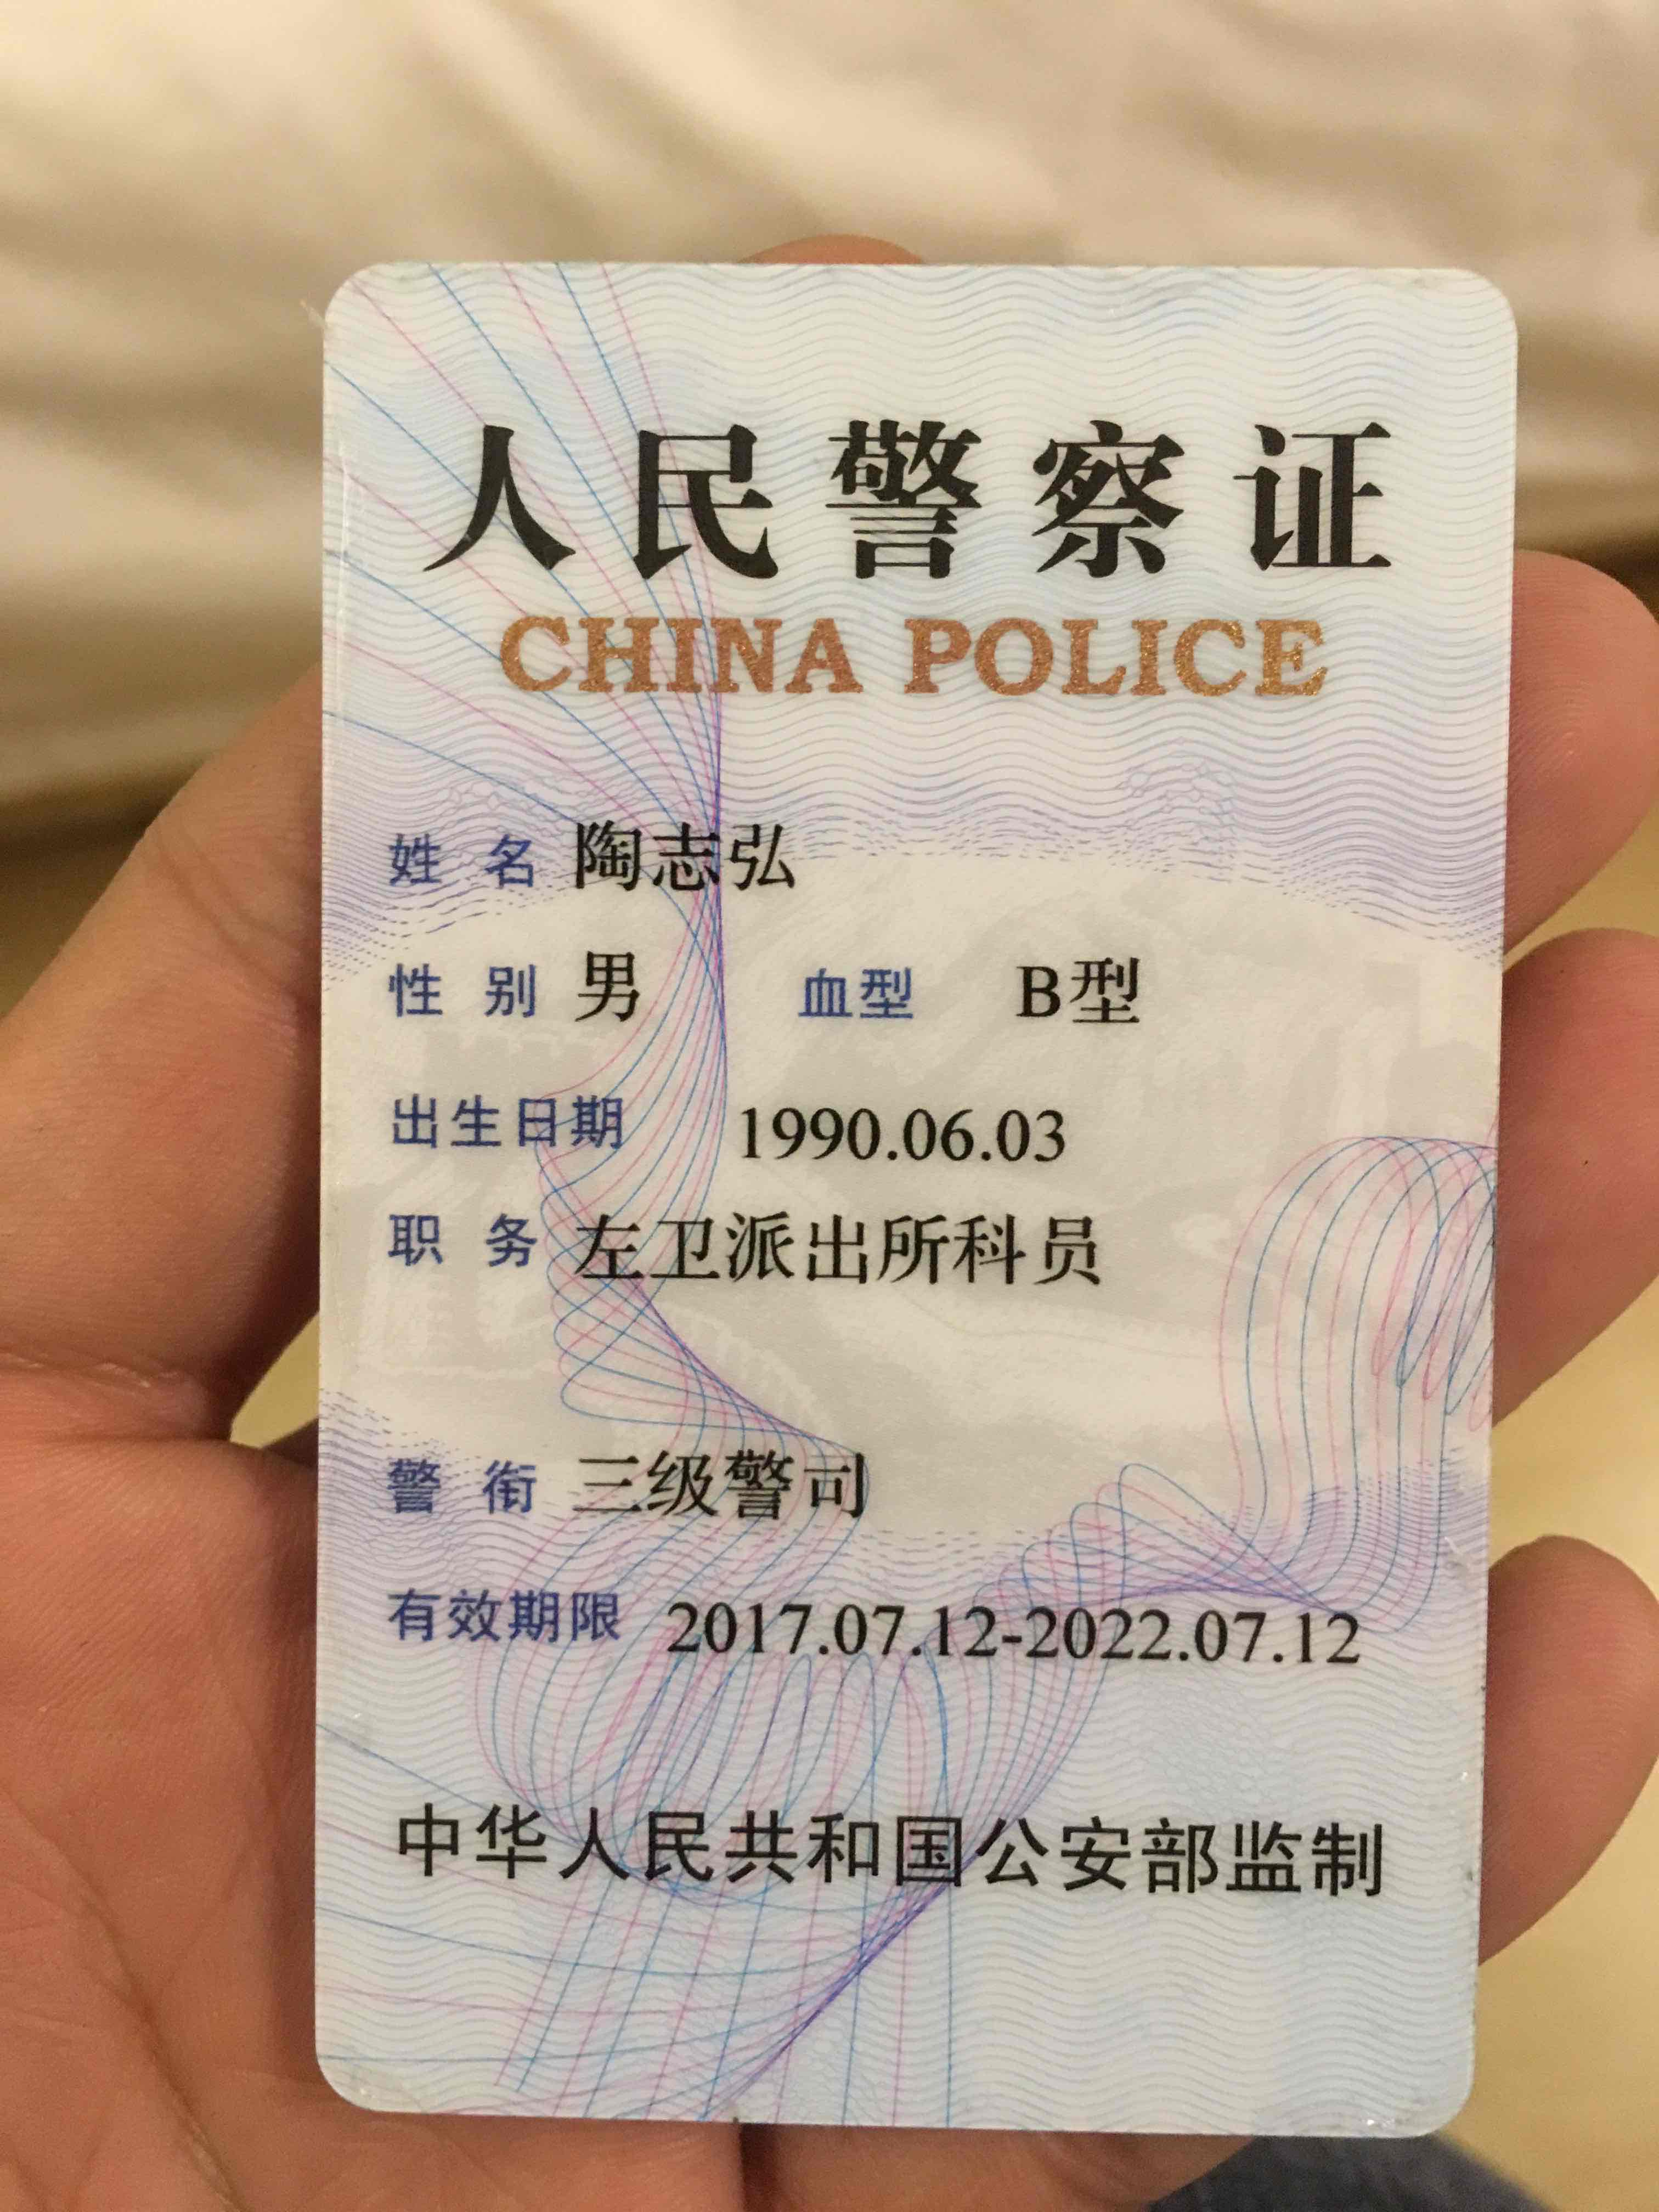 人民警察证
CHINA POLICE
姓名 陶志弘
性别 男 血型 B型
出生日期 1990.06.03
职务 左卫派出所科员
警衔 三级警司
有效期限 2017.07.12-2022.07.12
中华人民共和国公安部监制